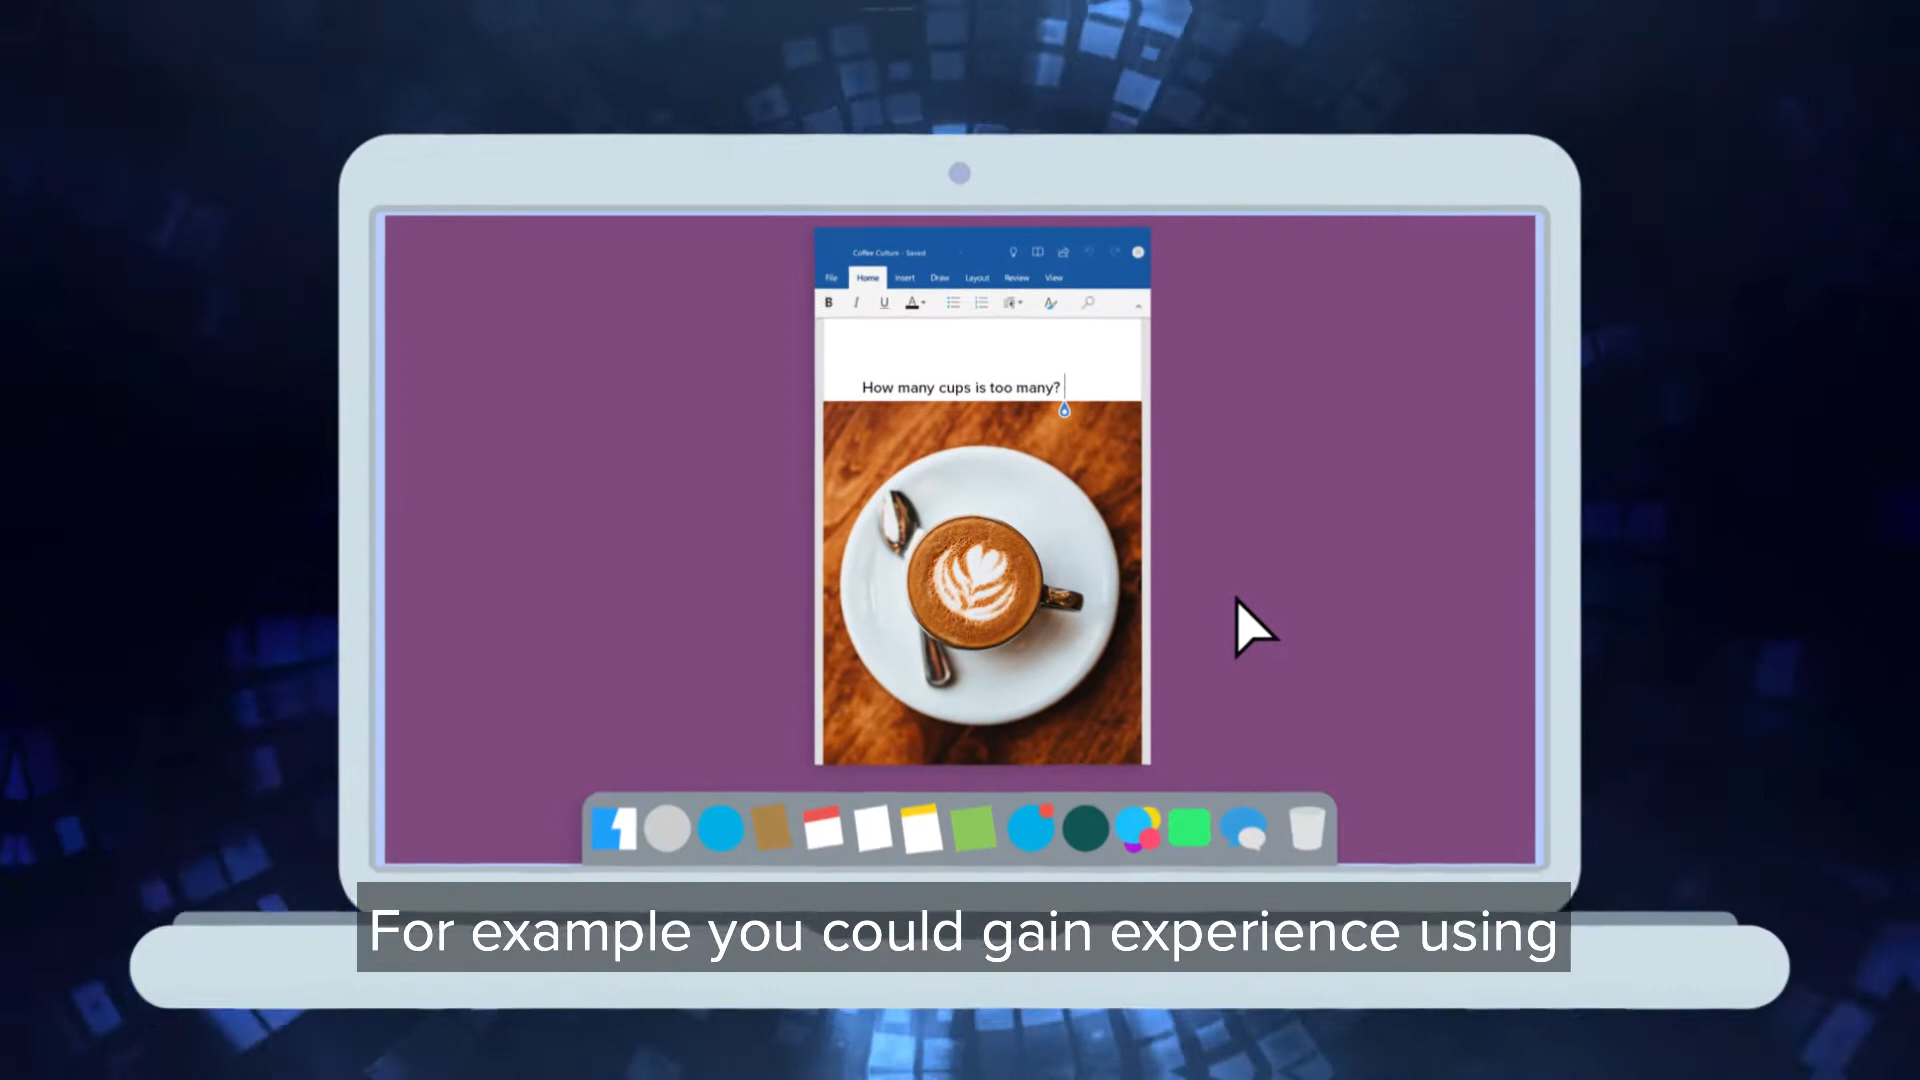 Coffee Culture - Saved
File Home Insert Draw Layout Review View
B I U A
How many cups is too many?
For example you could gain experience using